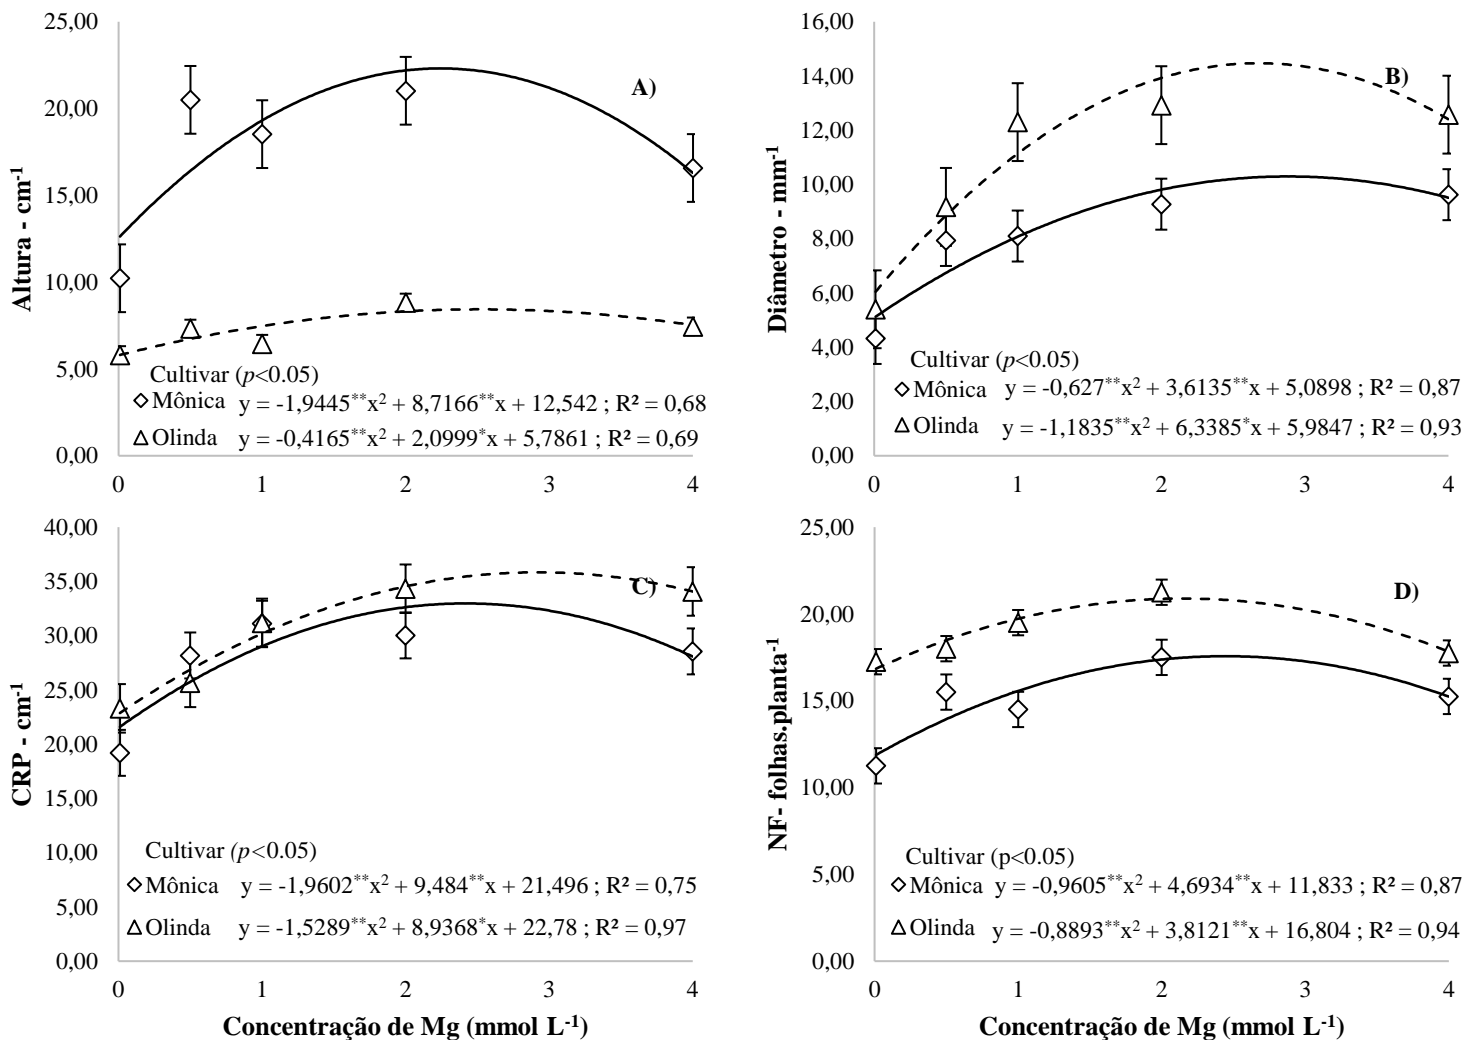 25,00
20,00
15,00
10,00
5,00
0,00
Altura - cm⁻¹
A)
Cultivar (p<0.05)
Mônica y = -1,9445**x² + 8,7166**x + 12,542 ; R² = 0,68
Olinda y = -0,4165**x² + 2,0999*x + 5,7861 ; R² = 0,69
0 1 2 3 4
16,00
14,00
12,00
10,00
8,00
6,00
4,00
2,00
0,00
Diâmetro - mm⁻¹
B)
Cultivar (p<0.05)
Mônica y = -0,627**x² + 3,6135**x + 5,0898 ; R² = 0,87
Olinda y = -1,1835**x² + 6,3385*x + 5,9847 ; R² = 0,93
0 1 2 3 4
40,00
35,00
30,00
25,00
20,00
15,00
10,00
5,00
0,00
CRP - cm⁻¹
C)
Cultivar (p<0.05)
Mônica y = -1,9602**x² + 9,484**x + 21,496 ; R² = 0,75
Olinda y = -1,5289**x² + 8,9368*x + 22,78 ; R² = 0,97
0 1 2 3 4
Concentração de Mg (mmol L⁻¹)
25,00
20,00
15,00
10,00
5,00
0,00
NF- folhas.planta⁻¹
D)
Cultivar (p<0.05)
Mônica y = -0,9605**x² + 4,6934**x + 11,833 ; R² = 0,87
Olinda y = -0,8893**x² + 3,8121**x + 16,804 ; R² = 0,94
0 1 2 3 4
Concentração de Mg (mmol L⁻¹)